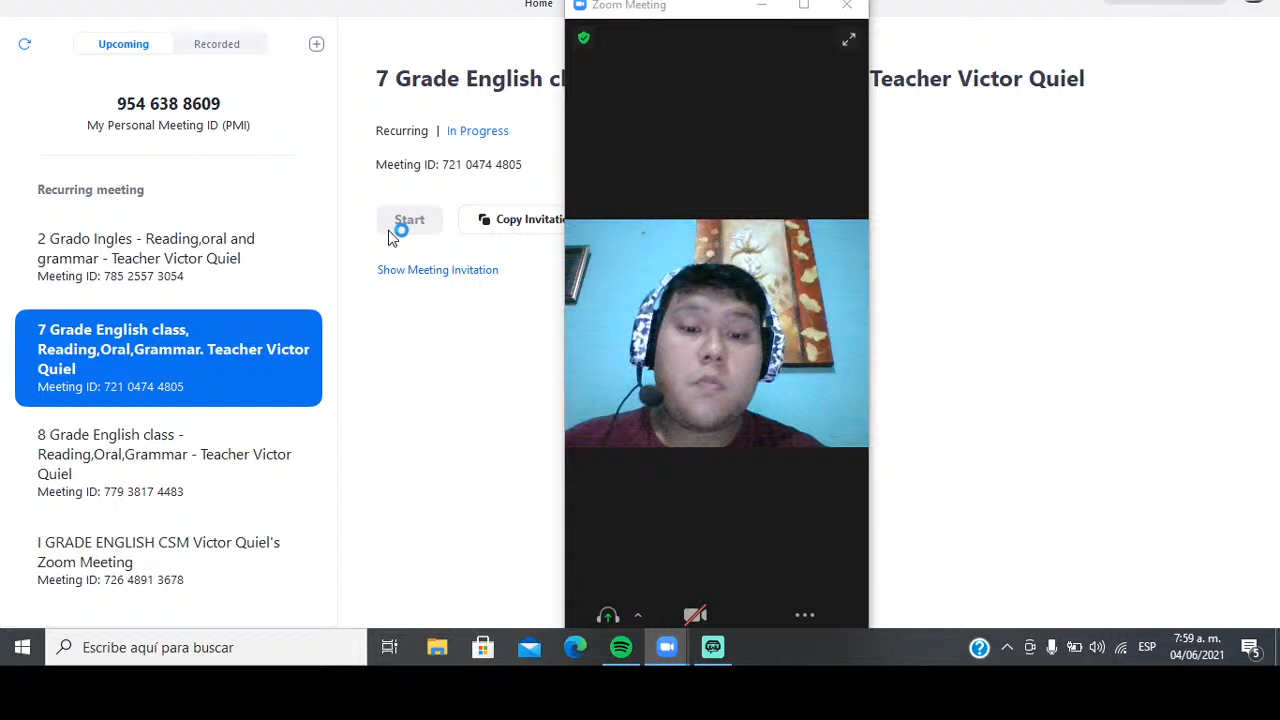 Home
Zoom Meeting
Upcoming
Recorded
954 638 8609
My Personal Meeting ID (PMI)
Recurring meeting
2 Grado Ingles - Reading,oral and
grammar - Teacher Victor Quiel
Meeting ID: 785 2557 3054
7 Grade English class,
Reading,Oral,Grammar. Teacher Victor
Quiel
Meeting ID: 721 0474 4805
8 Grade English class -
Reading,Oral,Grammar - Teacher Victor
Quiel
Meeting ID: 779 3817 4483
I GRADE ENGLISH CSM Victor Quiel's
Zoom Meeting
Meeting ID: 726 4891 3678
7 Grade English cl Teacher Victor Quiel
Recurring | In Progress
Meeting ID: 721 0474 4805
Start
Copy Invitatio
Show Meeting Invitation
Escribe aquí para buscar
ESP
7:59 a. m.
04/06/2021
5